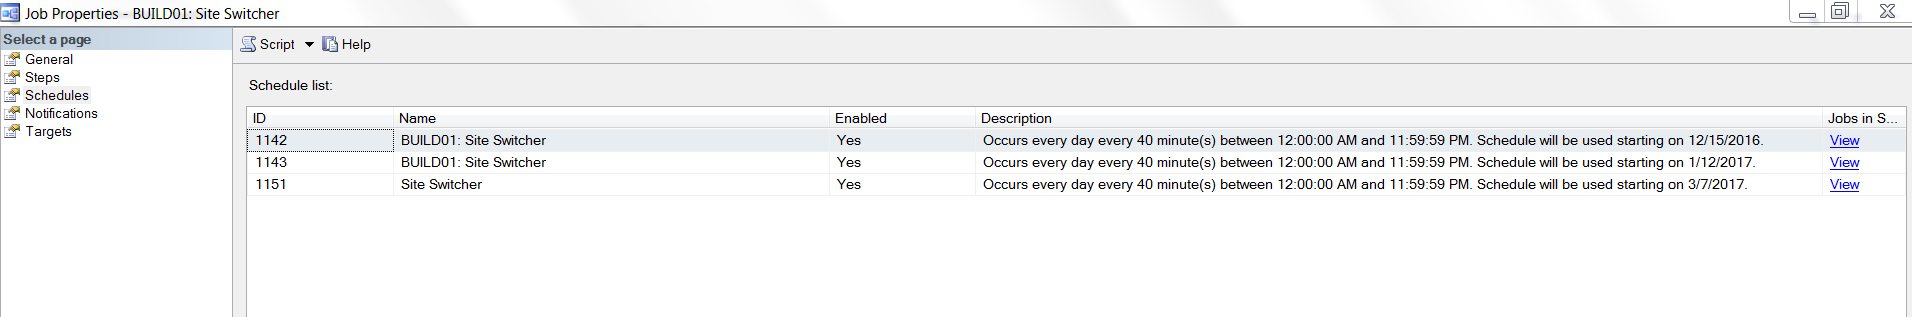 Job Properties - BUILD01: Site Switcher
Select a page
General
Steps
Schedules
Notifications
Targets
Script Help
Schedule list:
ID Name Enabled Description Jobs in S...
1142 BUILD01: Site Switcher Yes Occurs every day every 40 minute(s) between 12:00:00 AM and 11:59:59 PM. Schedule will be used starting on 12/15/2016. View
1143 BUILD01: Site Switcher Yes Occurs every day every 40 minute(s) between 12:00:00 AM and 11:59:59 PM. Schedule will be used starting on 1/12/2017. View
1151 Site Switcher Yes Occurs every day every 40 minute(s) between 12:00:00 AM and 11:59:59 PM. Schedule will be used starting on 3/7/2017. View